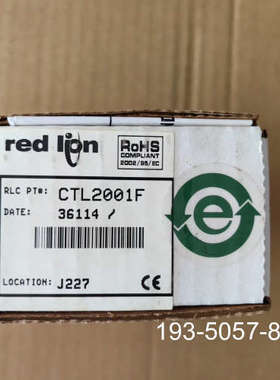 red lion
RoHS
COMPLIANT
2002/95/EC
RLC PT#: CTL2001F
DATE: 36114 /
LOCATION: J227
CE
e
193-5057-8